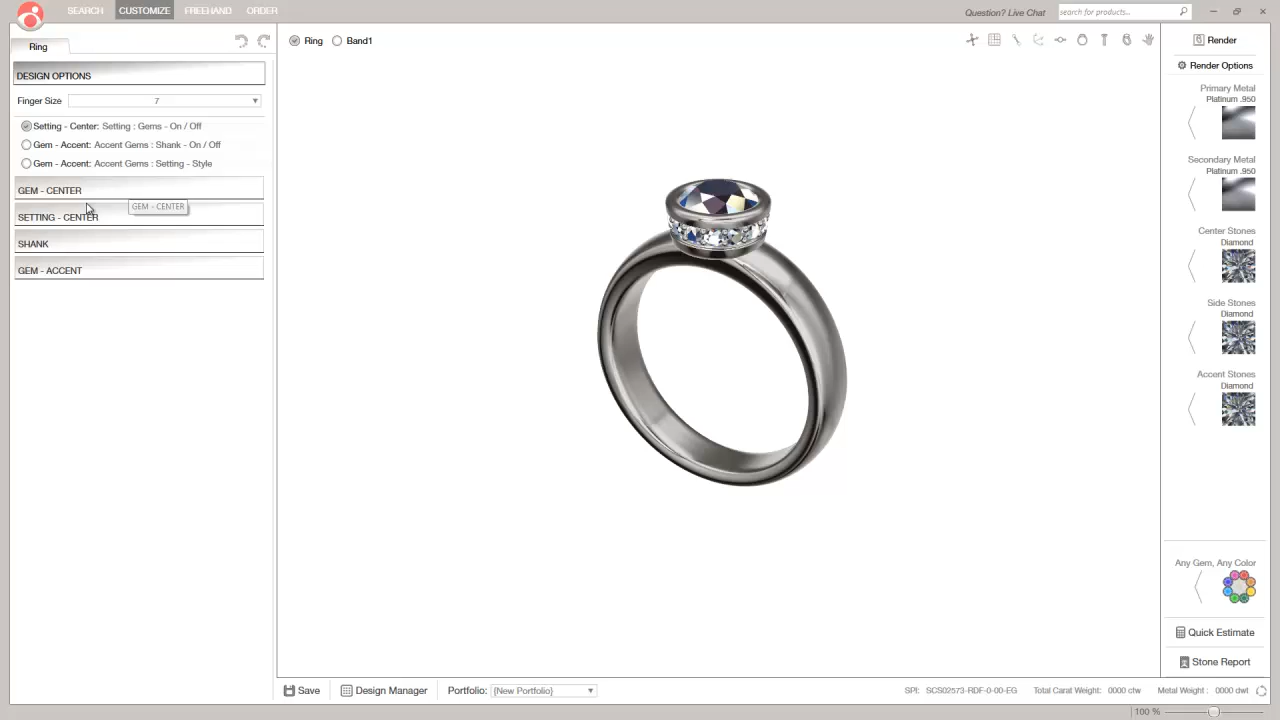 SEARCH CUSTOMIZE FREEHAND ORDER
Question? Live Chat
search for products...
Ring
Ring Band1
DESIGN OPTIONS
Finger Size 7
Setting - Center: Setting : Gems - On / Off
Gem - Accent: Accent Gems : Shank - On / Off
Gem - Accent: Accent Gems : Setting - Style
GEM - CENTER
GEM - CENTER
SETTING - CENTER
SHANK
GEM - ACCENT
Render
Render Options
Primary Metal
Platinum .950
Secondary Metal
Platinum .950
Center Stones
Diamond
Side Stones
Diamond
Accent Stones
Diamond
Any Gem, Any Color
Quick Estimate
Stone Report
Save Design Manager Portfolio: {New Portfolio}
SPI: SCS02573-RDF-0-00-EG Total Carat Weight: 0000 ctw Metal Weight : 0000 dwt
100 %